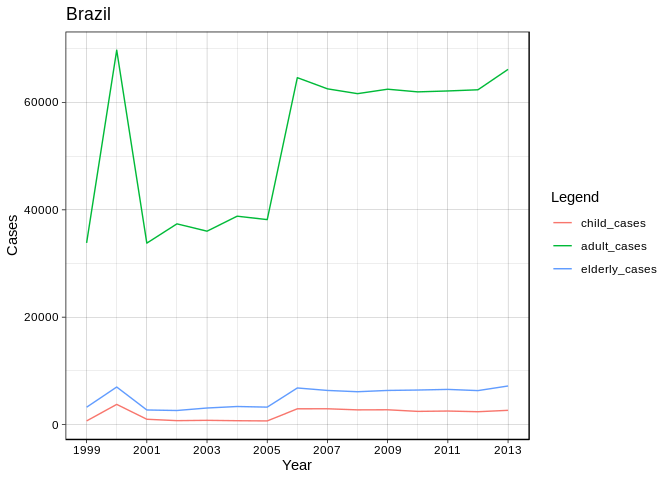 Brazil
60000
40000
20000
0
Cases
1999 2001 2003 2005 2007 2009 2011 2013
Year
Legend
child_cases
adult_cases
elderly_cases